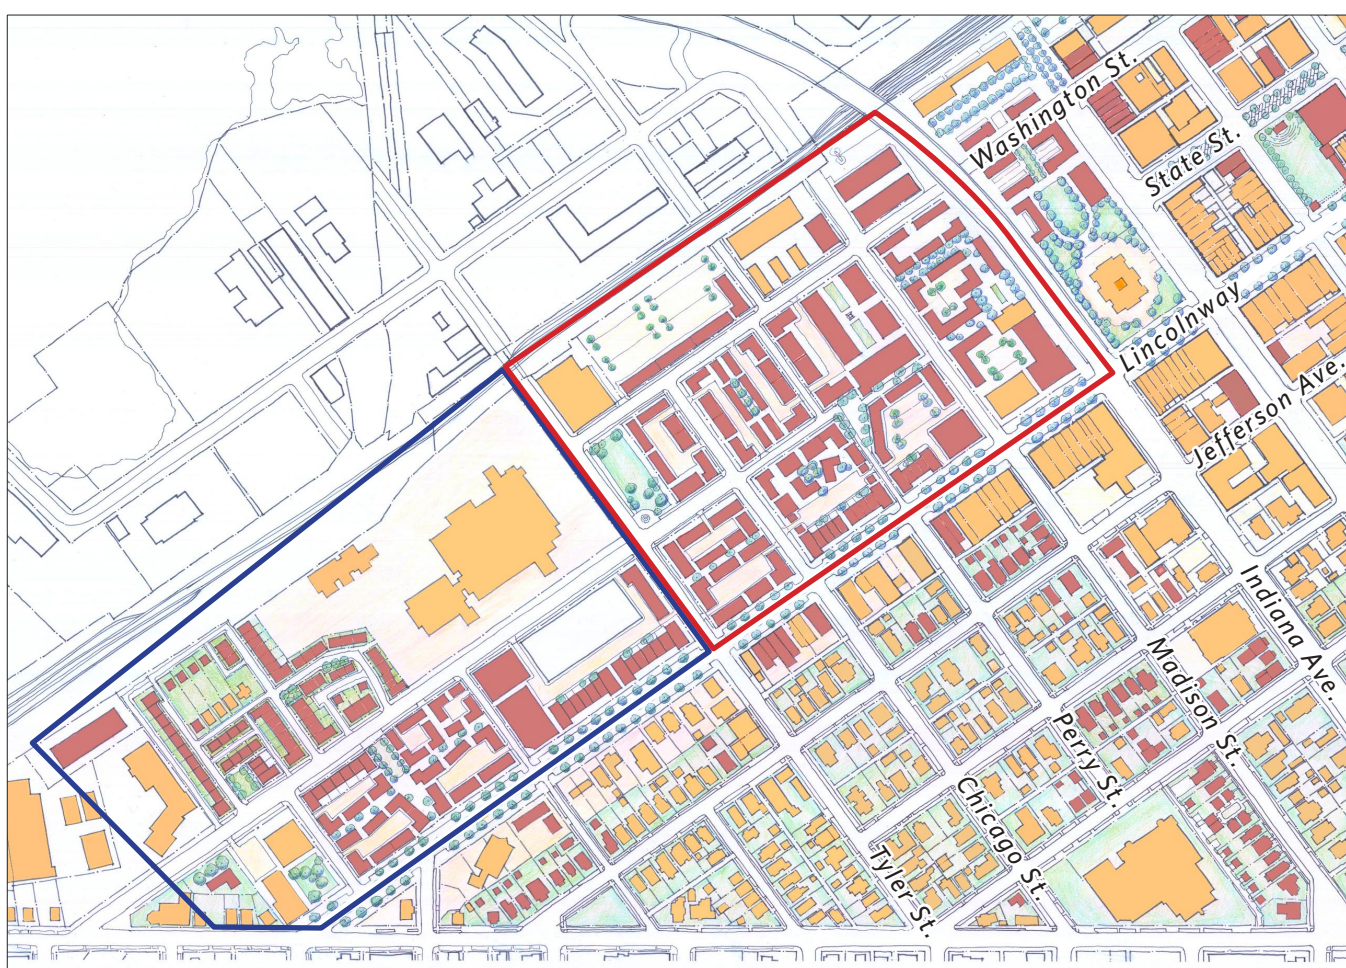 Washington St.
State St.
Lincolnway
Jefferson Ave.
Indiana Ave.
Madison St.
Perry St.
Chicago St.
Tyler St.